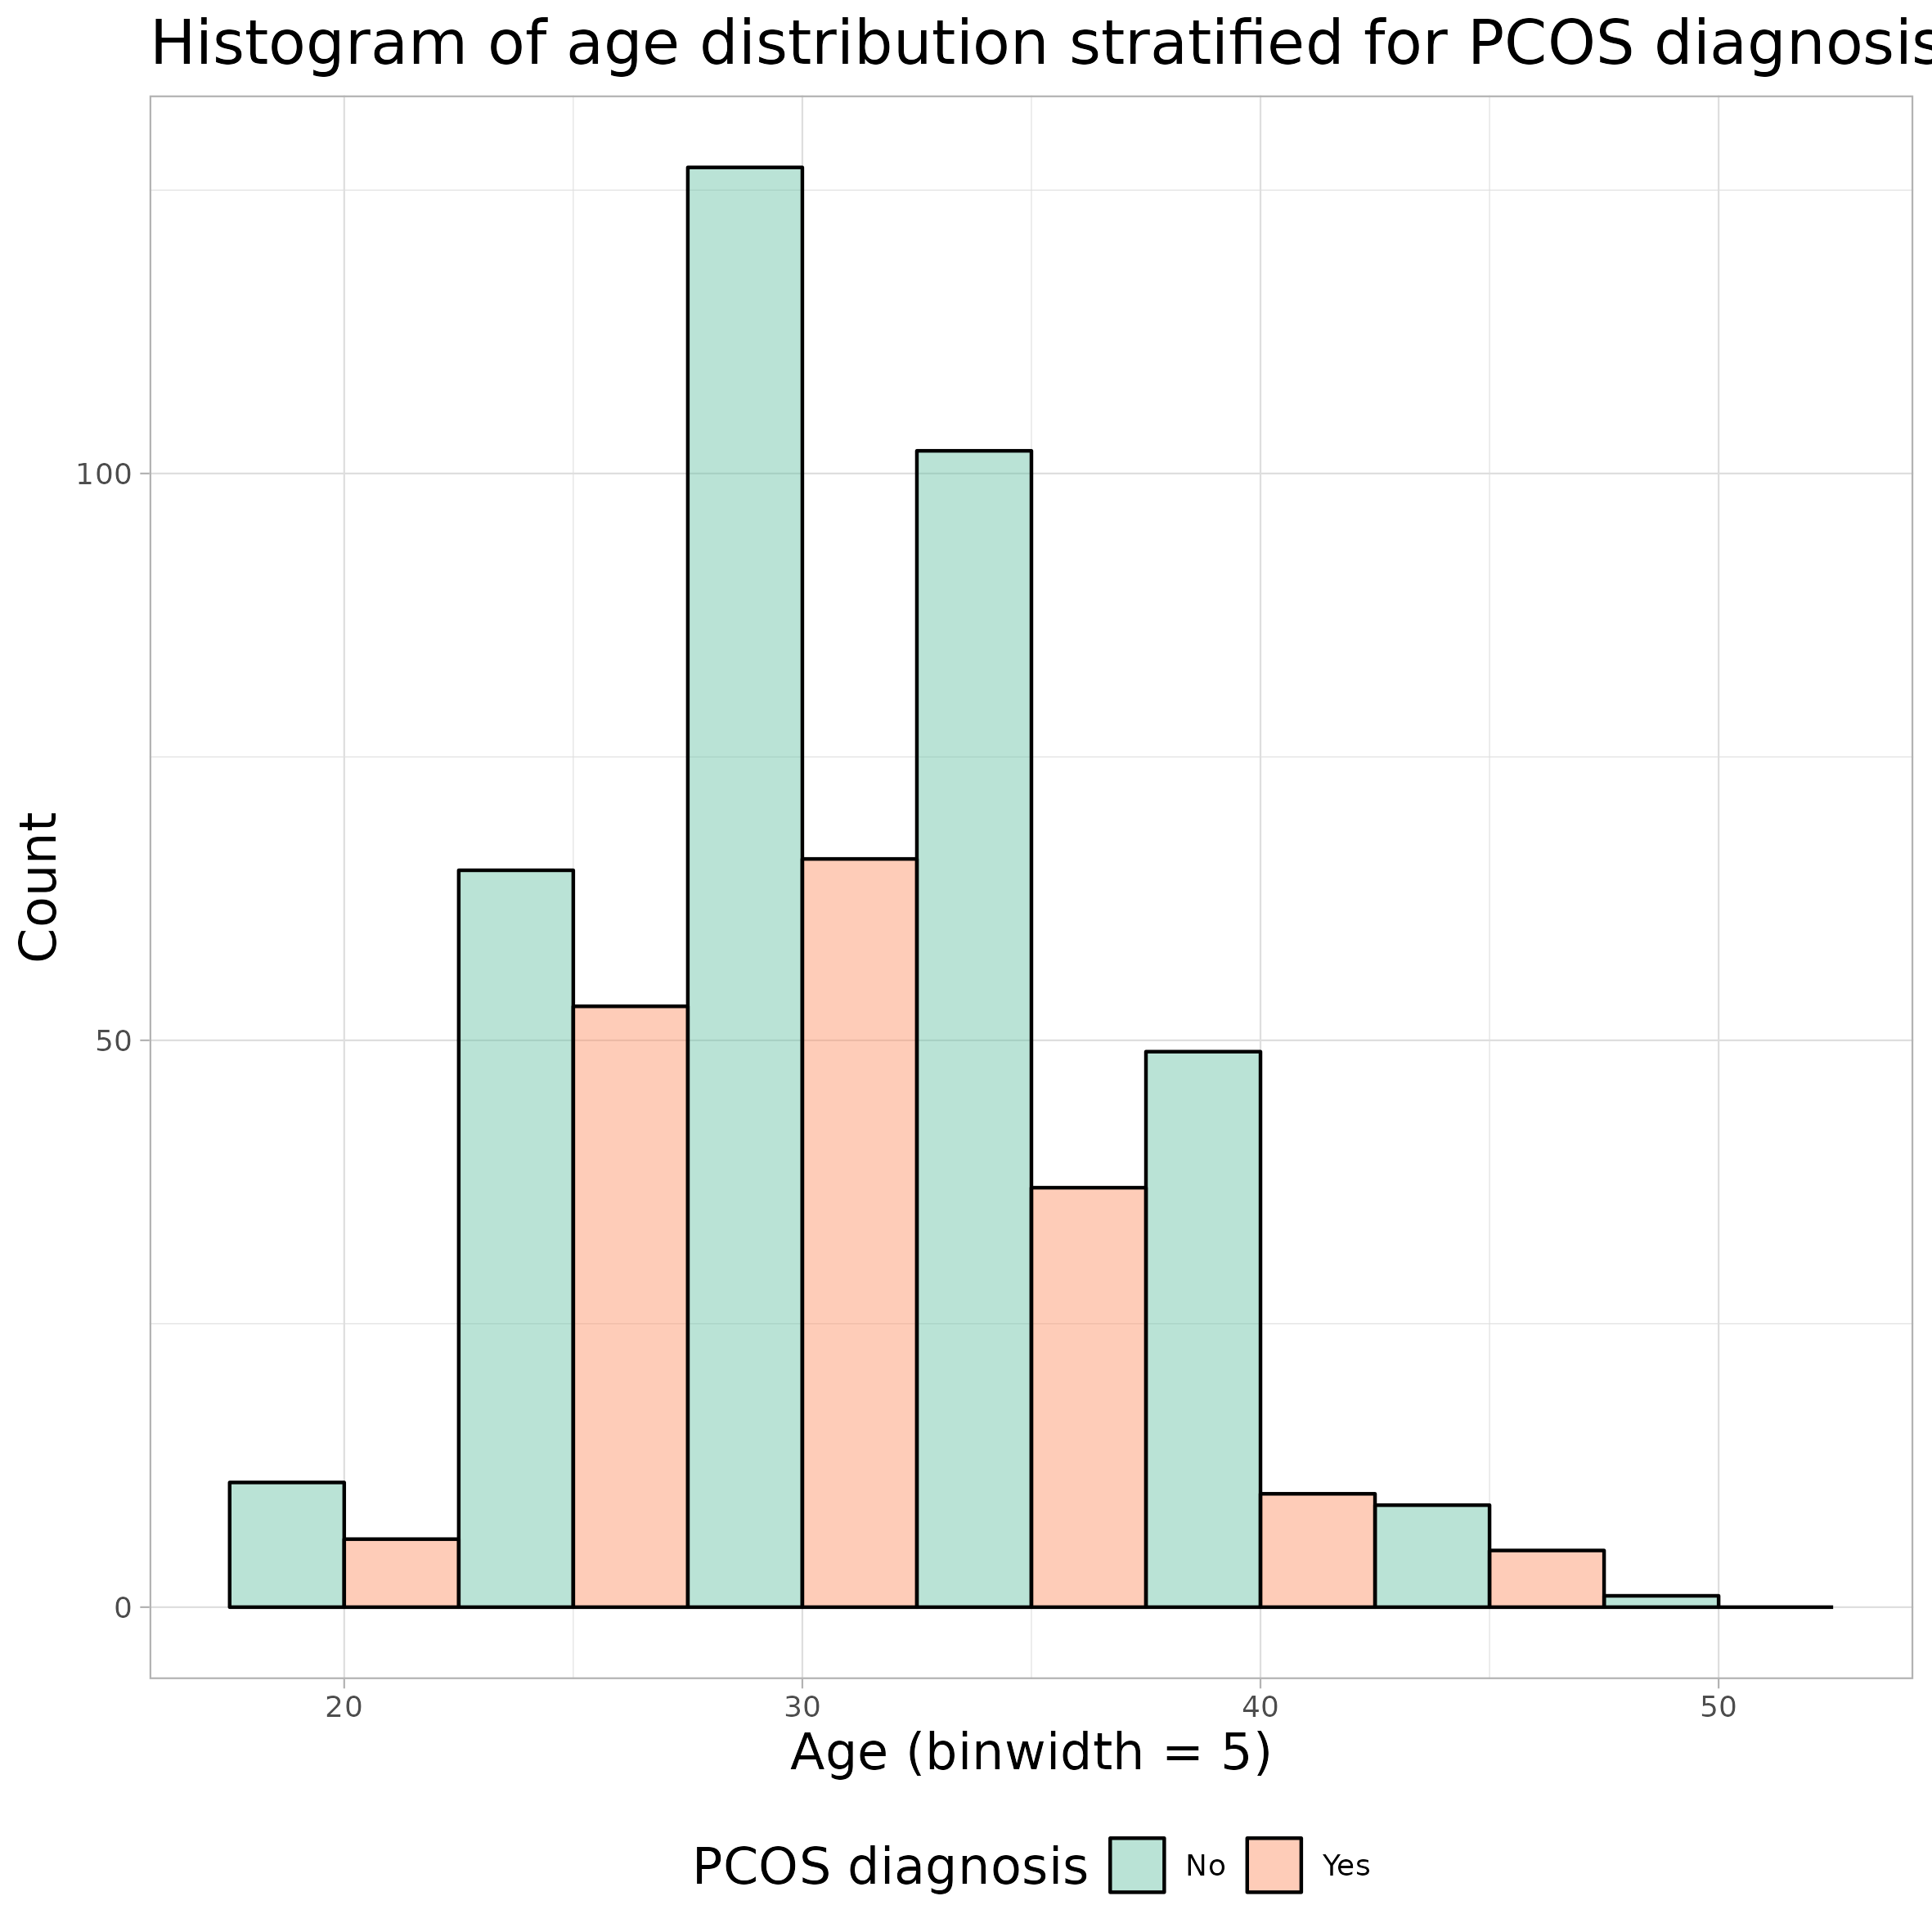 Histogram of age distribution stratified for PCOS diagnosis
Count
100
50
0
20 30 40 50
Age (binwidth = 5)
PCOS diagnosis No Yes